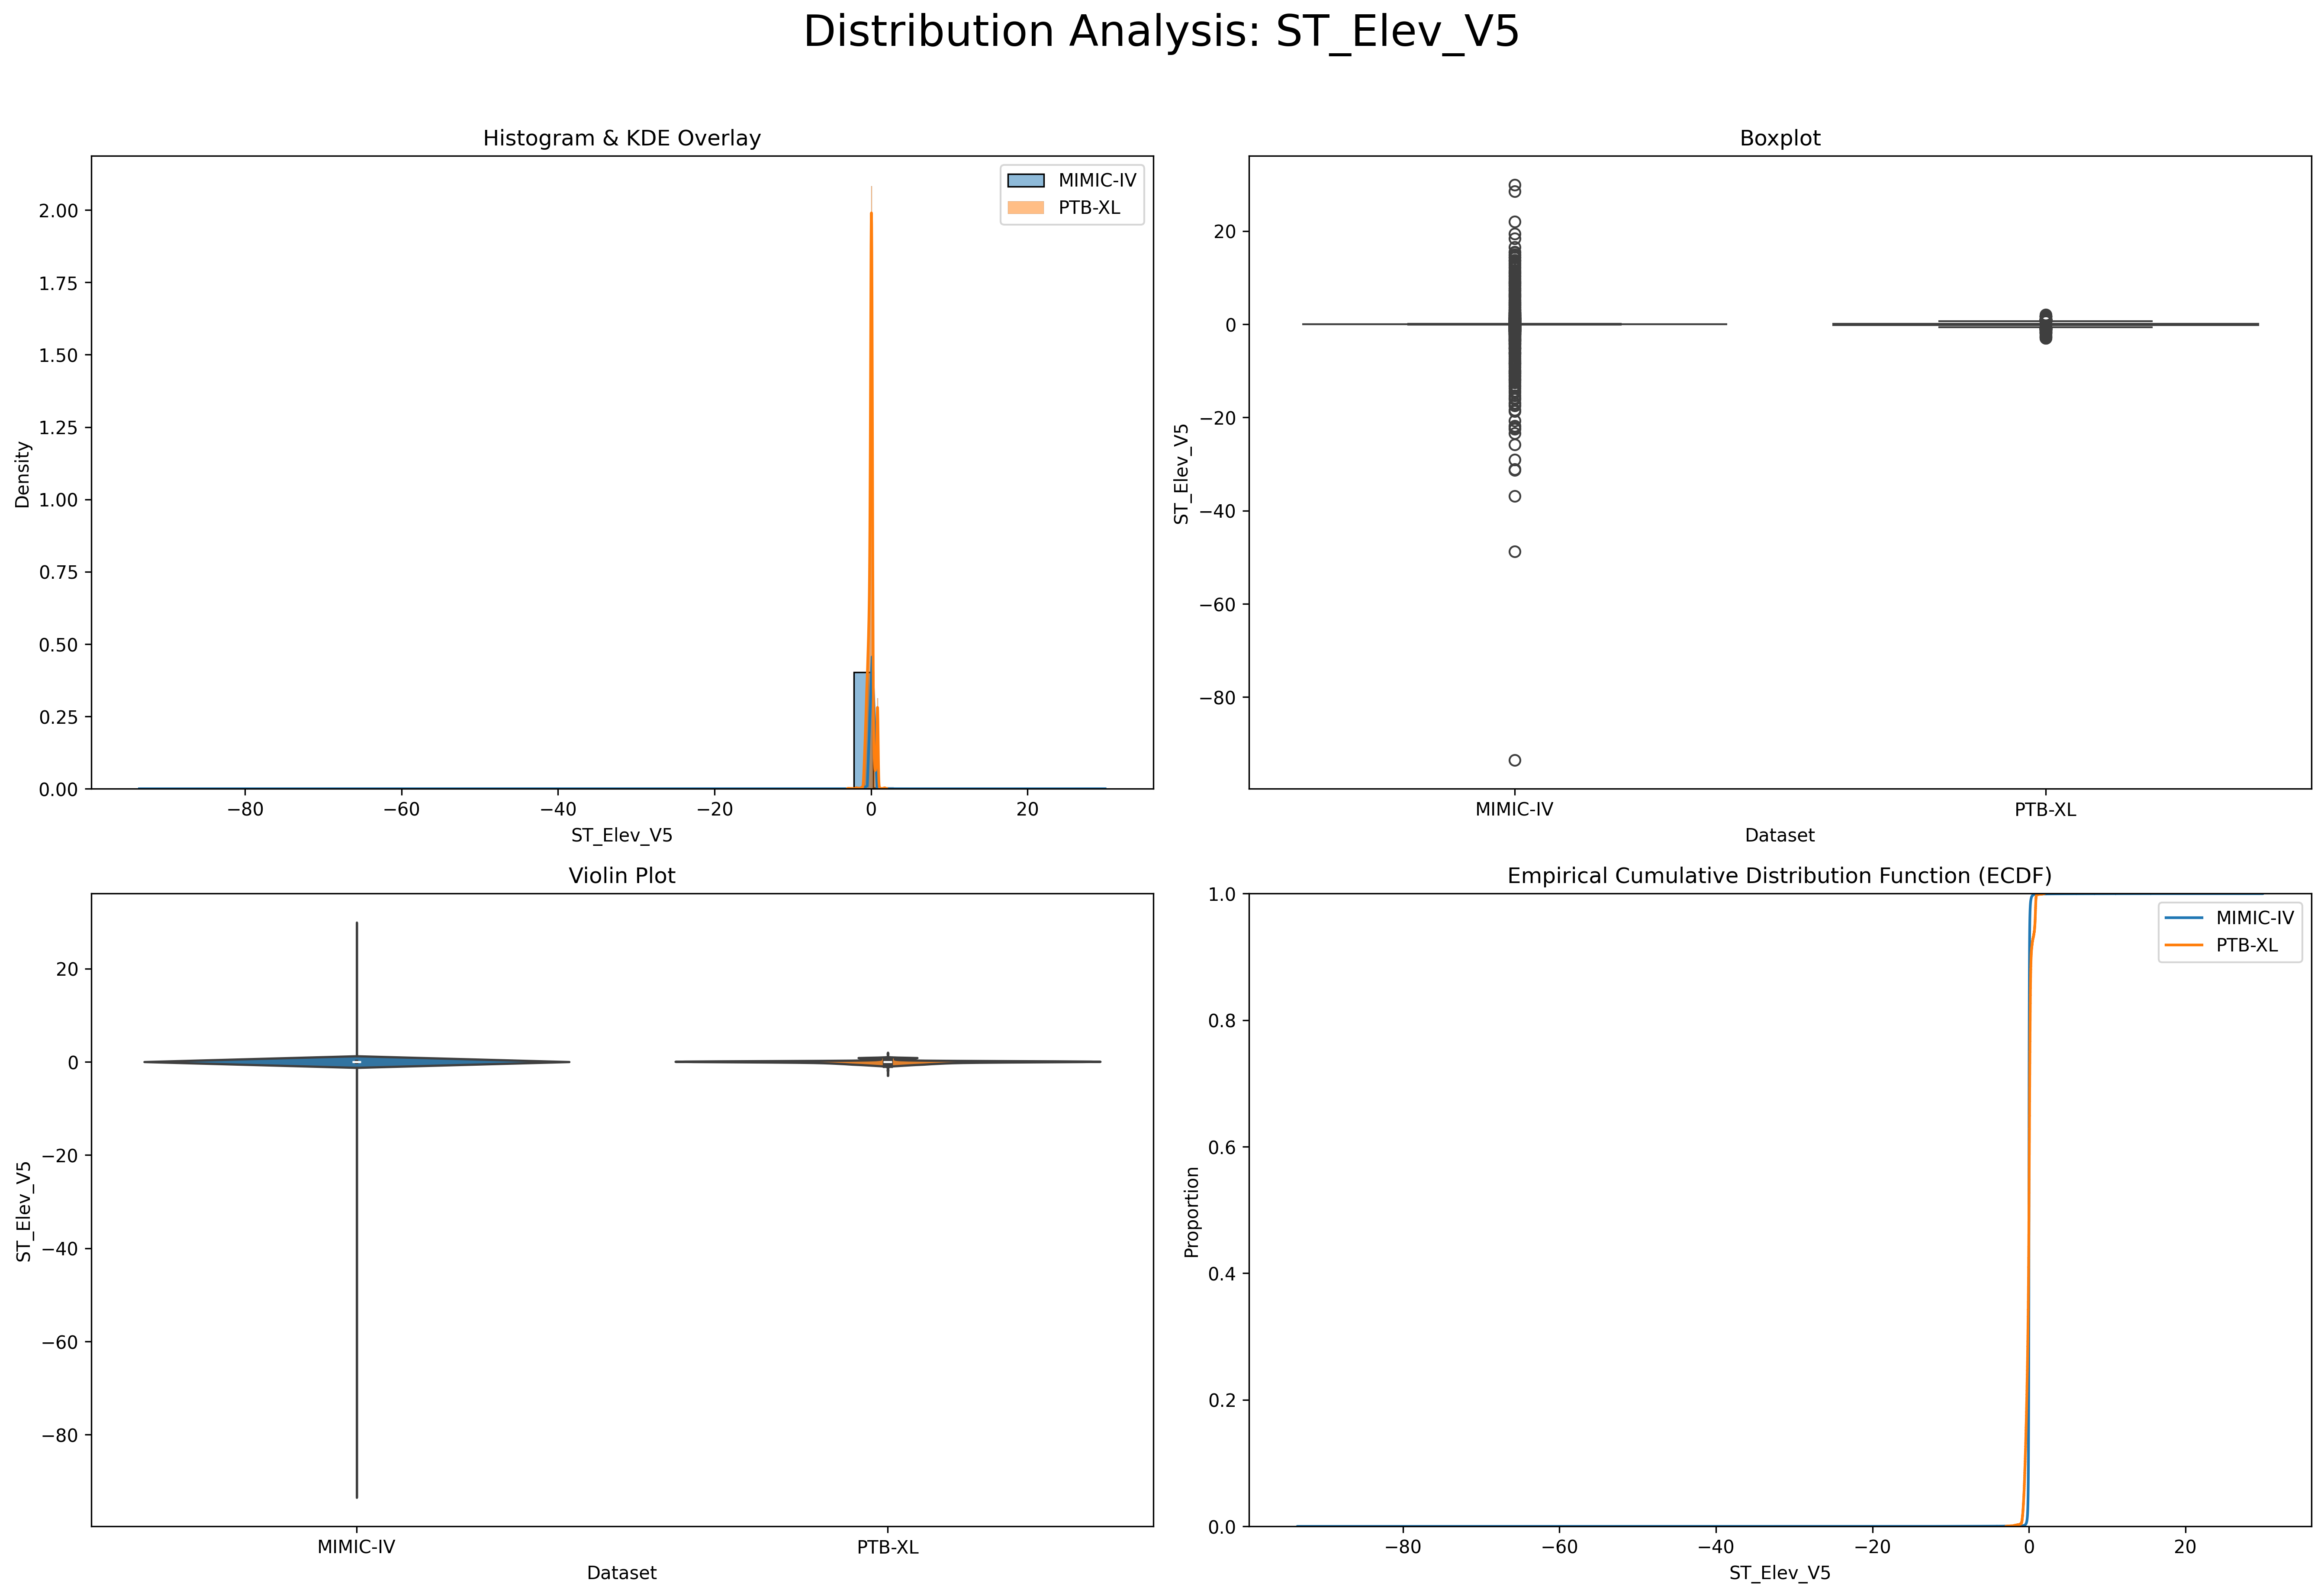 Distribution Analysis: ST_Elev_V5
Histogram & KDE Overlay
MIMIC-IV
PTB-XL
2.00
1.75
1.50
1.25
1.00
0.75
0.50
0.25
0.00
Density
−80 −60 −40 −20 0 20
ST_Elev_V5
Boxplot
20
0
−20
−40
−60
−80
ST_Elev_V5
MIMIC-IV PTB-XL
Dataset
Violin Plot
20
0
−20
−40
−60
−80
ST_Elev_V5
MIMIC-IV PTB-XL
Dataset
Empirical Cumulative Distribution Function (ECDF)
MIMIC-IV
PTB-XL
1.0
0.8
0.6
0.4
0.2
0.0
Proportion
−80 −60 −40 −20 0 20
ST_Elev_V5